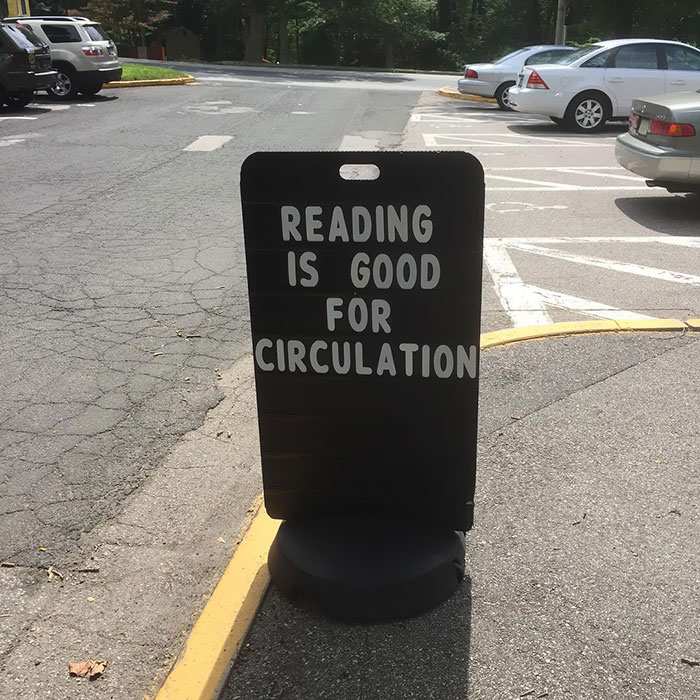 READING
IS GOOD
FOR
CIRCULATION